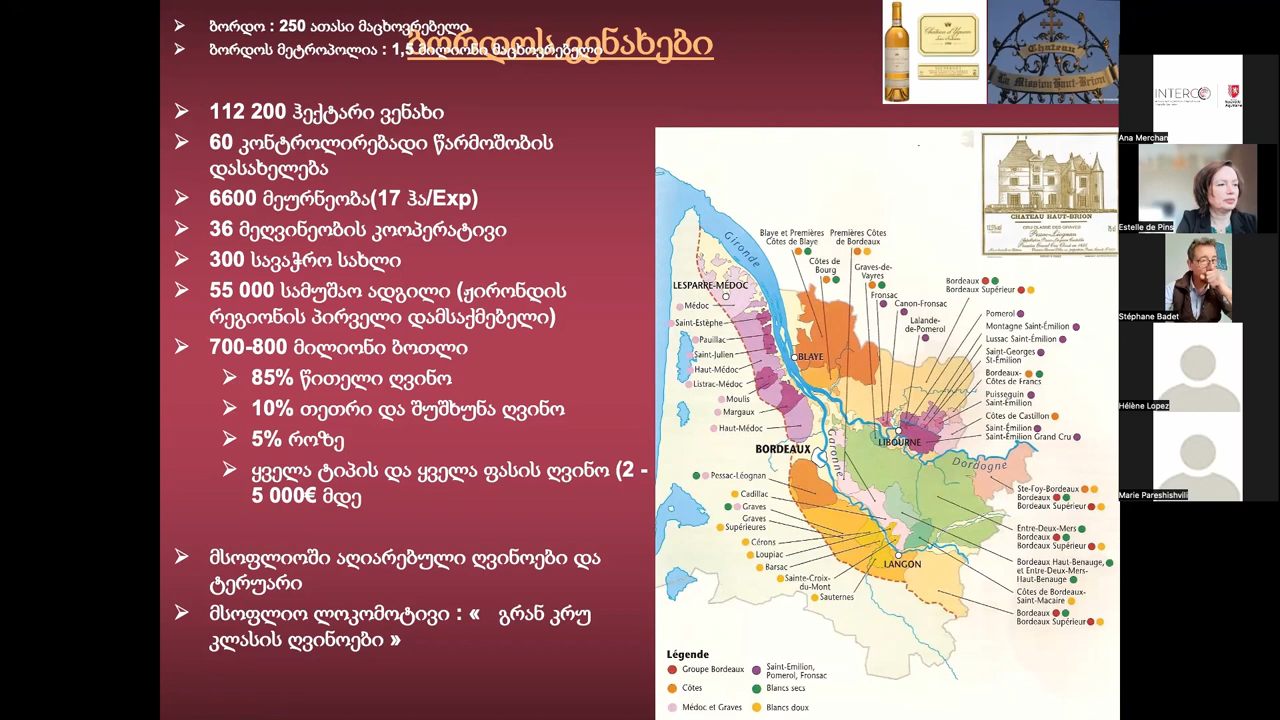 ბორდოს ვენახები
ბორდო : 250 ათასი მაცხოვრებელი
ბორდოს მეტროპოლია : 1,5 მილიონი მაცხოვრებელი
112 200 ჰექტარი ვენახი
60 კონტროლირებადი წარმოშობის
დასახელება
6600 მეურნეობა(17 ჰა/Exp)
36 მეღვინეობის კოოპერატივი
300 სავაჭრო სახლი
55 000 სამუშაო ადგილი (ჟირონდის
რეგიონის პირველი დამსაქმებელი)
700-800 მილიონი ბოთლი
85% წითელი ღვინო
10% თეთრი და შუშხუნა ღვინო
5% როზე
ყველა ტიპის და ყველა ფასის ღვინო (2 -
5 000€ მდე
მსოფლიოში აღიარებული ღვინოები და
ტერუარი
მსოფლიო ლოკომოტივი : « გრან კრუ
კლასის ღვინოები »
Château d'Yquem
Chateau
La Mission Haut-Brion
CHATEAU HAUT-BRION
Gironde
Blaye et Premières
Côtes de Blaye
Premières Côtes
de Bordeaux
Côtes de
Bourg
Graves-de-
Vayres
Fronsac
Canon-Fronsac
Lalande-
de-Pomerol
Bordeaux
Bordeaux Supérieur
Pomerol
Montagne Saint-Émilion
Lussac Saint-Émilion
Saint-Georges
St-Émilion
Bordeaux-
Côtes de Francs
Puisseguin
Saint-Émilion
Côtes de Castillon
Saint-Émilion
Saint-Émilion Grand Cru
LESPARRE-MÉDOC
Médoc
Saint-Estèphe
Pauillac
Saint-Julien
Haut-Médoc
Listrac-Médoc
Moulis
Margaux
Haut-Médoc
BLAYE
LIBOURNE
BORDEAUX
Garonne
Dordogne
Pessac-Léognan
Cadillac
Graves
Graves
Supérieures
Cérons
Loupiac
Barsac
Sainte-Croix-
du-Mont
Sauternes
LANGON
Ste-Foy-Bordeaux
Bordeaux
Bordeaux Supérieur
Entre-Deux-Mers
Bordeaux
Bordeaux Supérieur
Bordeaux Haut-Benauge,
et Entre-Deux-Mers-
Haut-Benauge
Côtes de Bordeaux-
Saint-Macaire
Bordeaux
Bordeaux Supérieur
Légende
Groupe Bordeaux
Côtes
Médoc et Graves
Saint-Emilion,
Pomerol, Fronsac
Blancs secs
Blancs doux
INTERCO
Ana Merchan
Estelle de Pins
Stéphane Badet
Hélène Lopez
Marie Pareshishvili